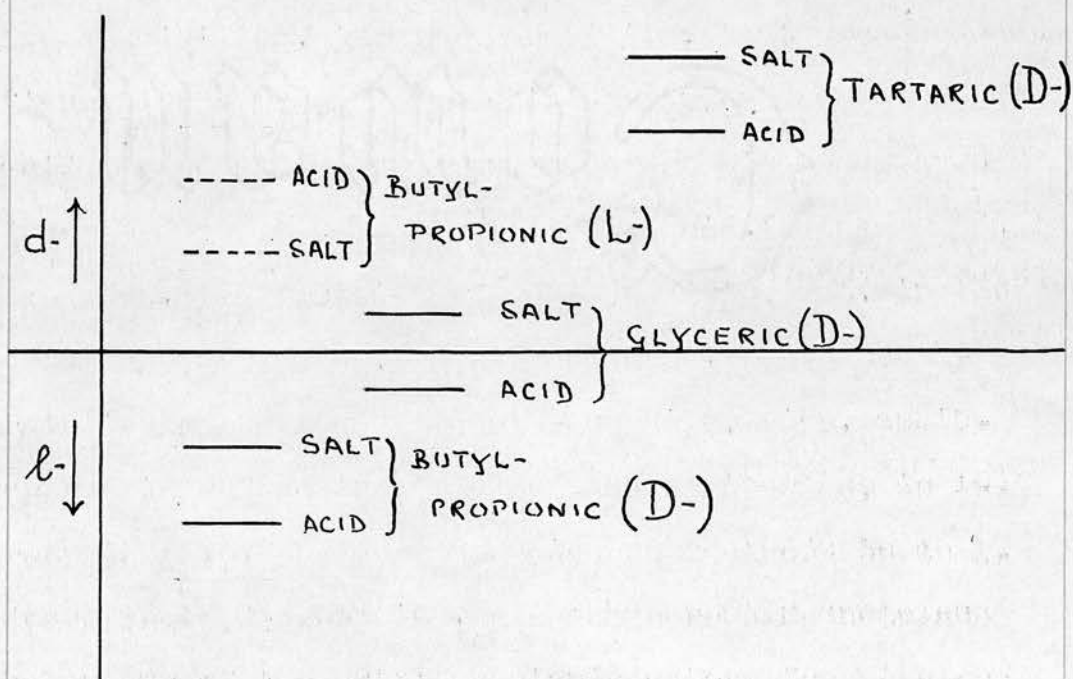 SALT
TARTARIC (D-)
ACID
ACID
BUTYL-
d-
PROPIONIC (L-)
SALT
SALT
GLYCERIC (D-)
ACID
l-
SALT
BUTYL-
PROPIONIC (D-)
ACID